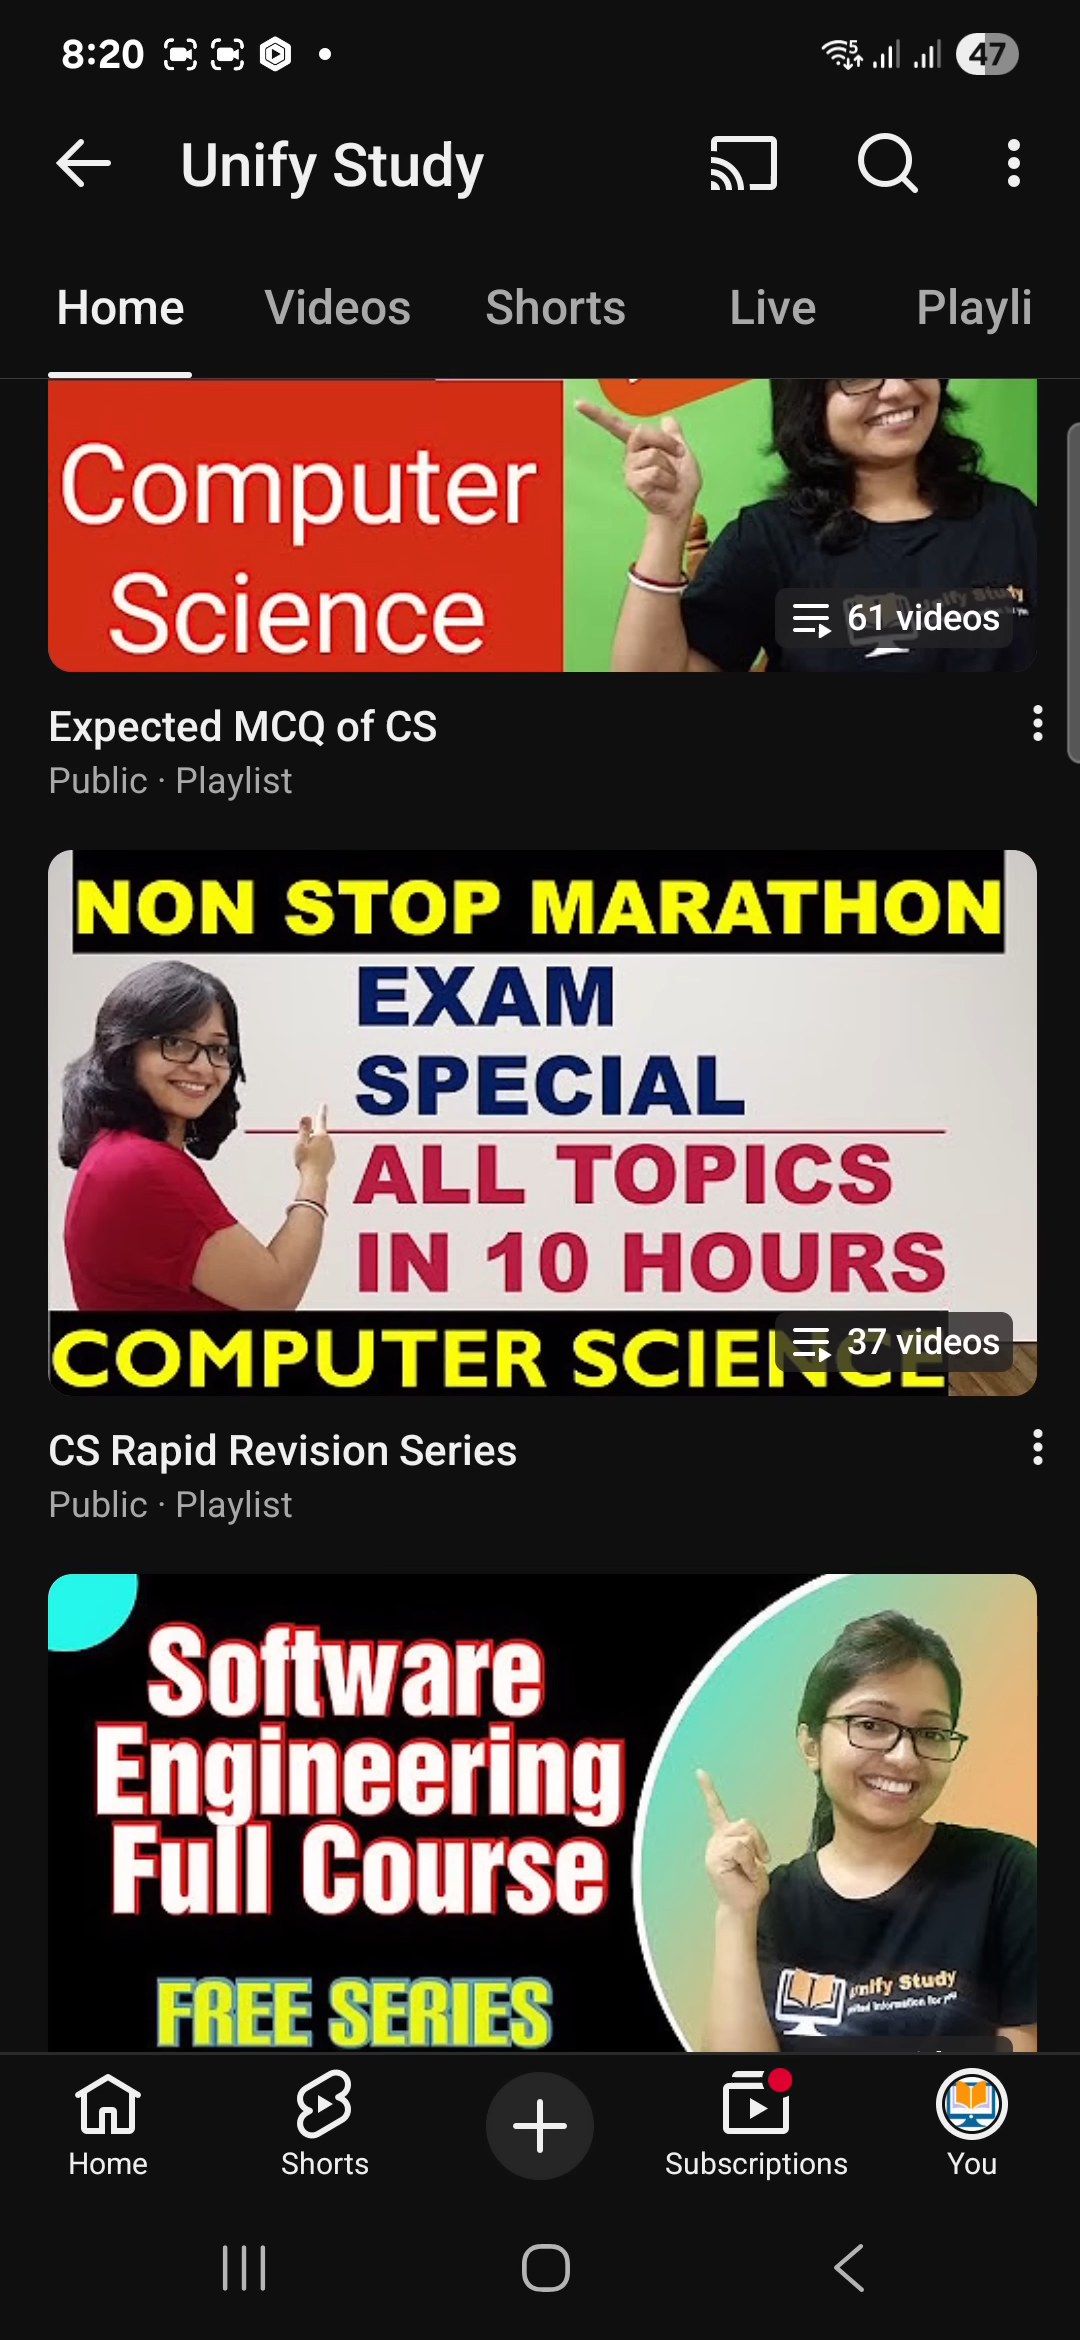 8:20
47
Unify Study
Home Videos Shorts Live Playli
Computer
Science
61 videos
Expected MCQ of CS
Public · Playlist
NON STOP MARATHON
EXAM
SPECIAL
ALL TOPICS
IN 10 HOURS
COMPUTER SCIENCE
37 videos
CS Rapid Revision Series
Public · Playlist
Software
Engineering
Full Course
Unify Study
FREE SERIES
Home Shorts Subscriptions You